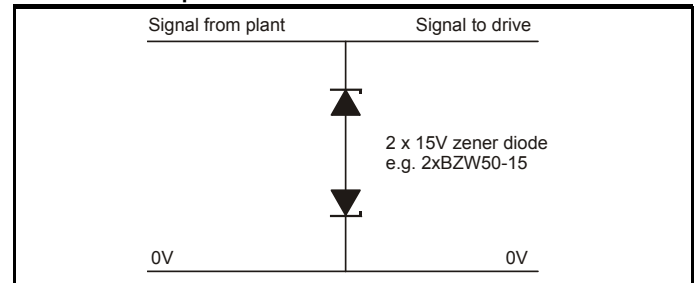 Signal from plant
Signal to drive
2 x 15V zener diode
e.g. 2xBZW50-15
0V
0V